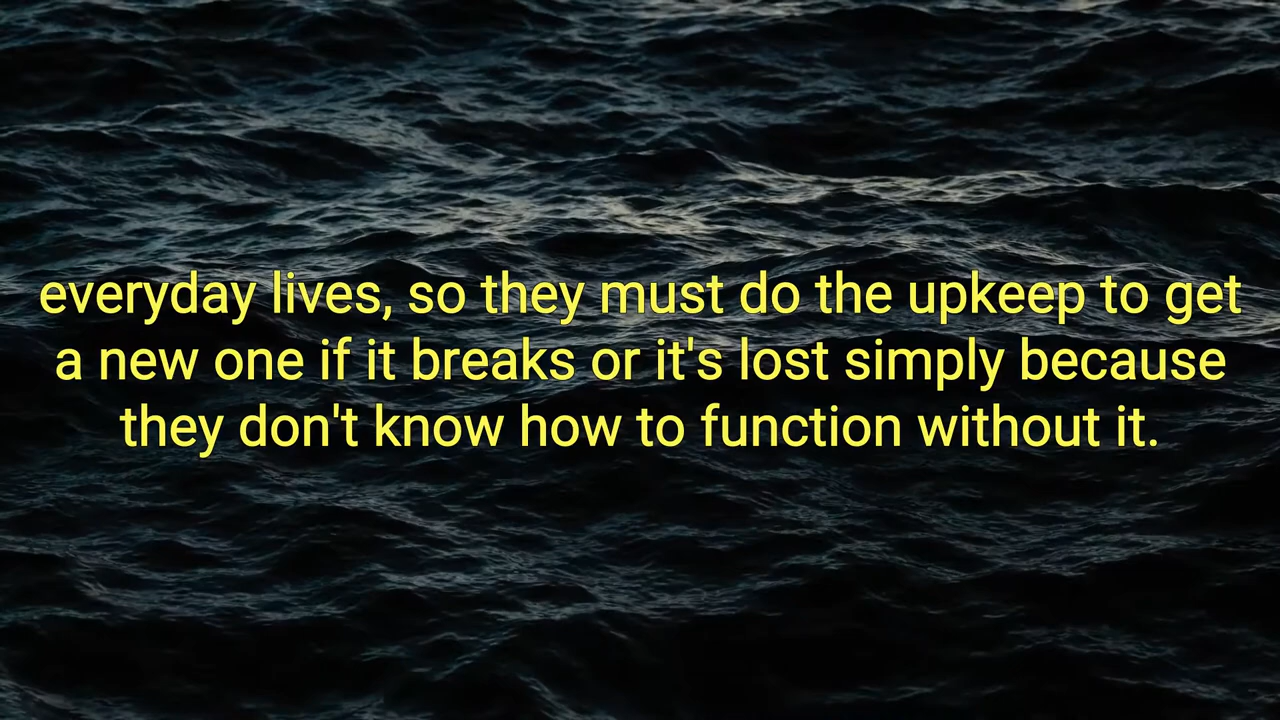 everyday lives, so they must do the upkeep to get
a new one if it breaks or it's lost simply because
they don't know how to function without it.